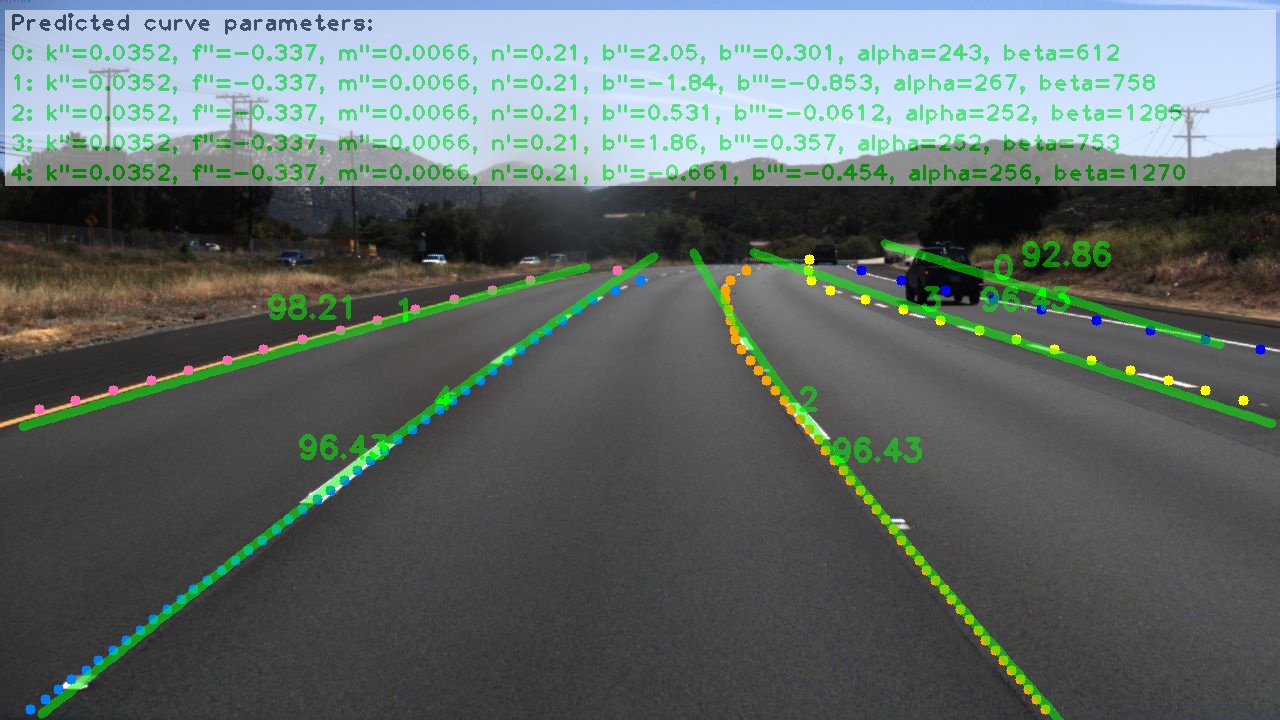 Predicted curve parameters:
0: k''=0.0352, f''=-0.337, m''=0.0066, n'=0.21, b''=2.05, b'''=0.301, alpha=243, beta=612
1: k''=0.0352, f''=-0.337, m''=0.0066, n'=0.21, b''=-1.84, b'''=-0.853, alpha=267, beta=758
2: k''=0.0352, f''=-0.337, m''=0.0066, n'=0.21, b''=0.531, b'''=-0.0612, alpha=252, beta=1285
3: k''=0.0352, f''=-0.337, m''=0.0066, n'=0.21, b''=1.86, b'''=0.357, alpha=252, beta=753
4: k''=0.0352, f''=-0.337, m''=0.0066, n'=0.21, b''=-0.661, b'''=-0.454, alpha=256, beta=1270
0 92.86
98.21 1 3 96.43
4 2
96.43 96.43